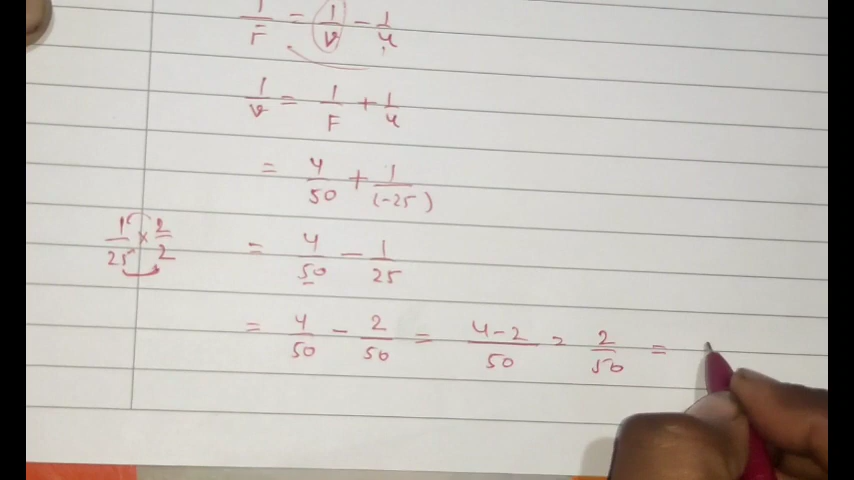 1/F = 1/v - 1/u
1/v = 1/F + 1/u
= 4/50 + 1/(-25)
1/25 × 2/2
= 4/50 - 1/25
= 4/50 - 2/50 = 4-2/50 = 2/50 =